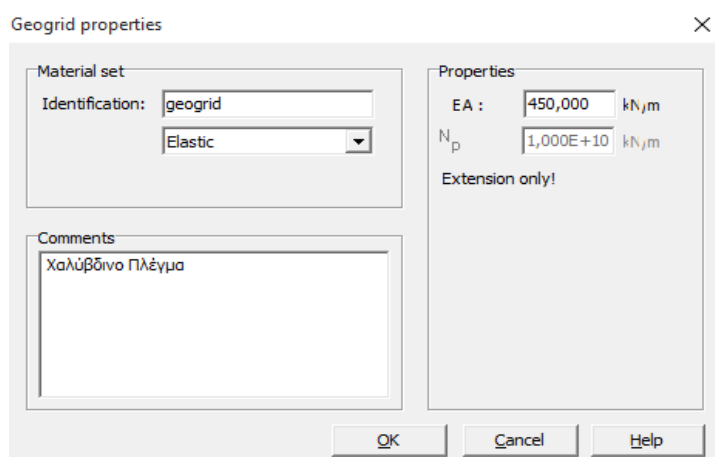 Geogrid properties
Material set
Identification: geogrid
Elastic
Comments
Χαλύβδινο Πλέγμα
Properties
EA : 450,000 kN/m
Np 1,000E+10 kN/m
Extension only!
OK Cancel Help